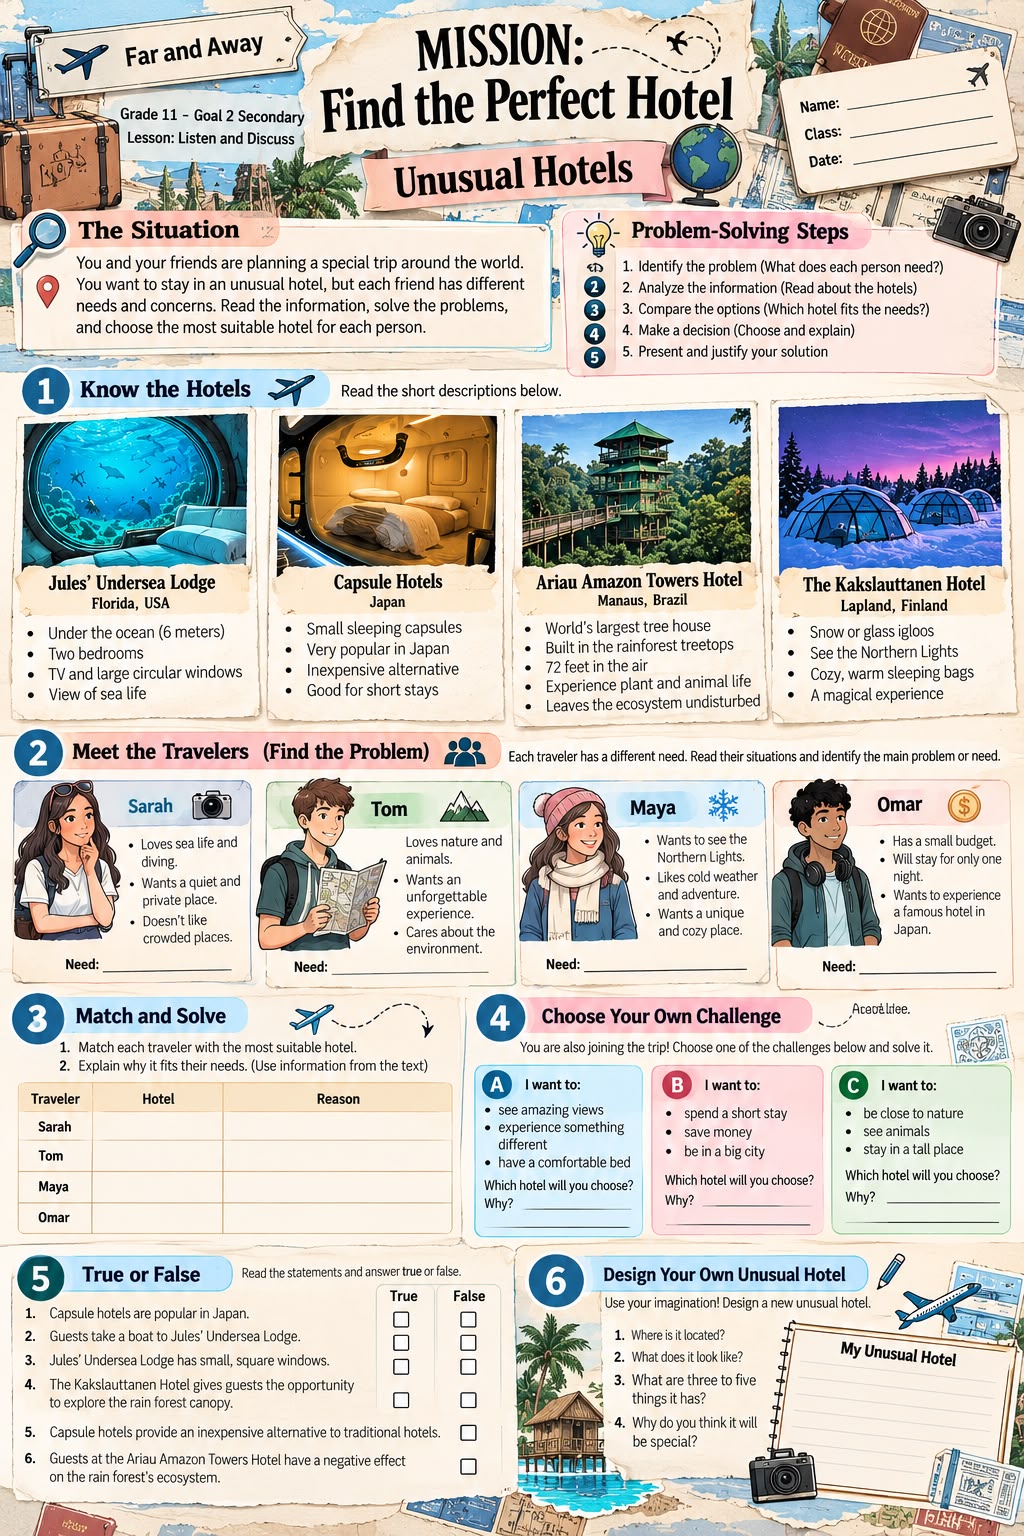 Far and Away
Grade 11 – Goal 2 Secondary
Lesson: Listen and Discuss
MISSION:
Find the Perfect Hotel
Unusual Hotels
Name:
Class:
Date:
The Situation
You and your friends are planning a special trip around the world.
You want to stay in an unusual hotel, but each friend has different
needs and concerns. Read the information, solve the problems,
and choose the most suitable hotel for each person.
Problem-Solving Steps
1. Identify the problem (What does each person need?)
2 2. Analyze the information (Read about the hotels)
3 3. Compare the options (Which hotel fits the needs?)
4 4. Make a decision (Choose and explain)
5 5. Present and justify your solution
1 Know the Hotels
Read the short descriptions below.
Jules' Undersea Lodge
Florida, USA
• Under the ocean (6 meters)
• Two bedrooms
• TV and large circular windows
• View of sea life
Capsule Hotels
Japan
• Small sleeping capsules
• Very popular in Japan
• Inexpensive alternative
• Good for short stays
Ariau Amazon Towers Hotel
Manaus, Brazil
• World's largest tree house
• Built in the rainforest treetops
• 72 feet in the air
• Experience plant and animal life
• Leaves the ecosystem undisturbed
The Kakslauttanen Hotel
Lapland, Finland
• Snow or glass igloos
• See the Northern Lights
• Cozy, warm sleeping bags
• A magical experience
2 Meet the Travelers (Find the Problem)
Each traveler has a different need. Read their situations and identify the main problem or need.
Sarah
• Loves sea life and
diving.
• Wants a quiet and
private place.
• Doesn't like
crowded places.
Need:
Tom
Loves nature and
animals.
• Wants an
unforgettable
experience.
• Cares about the
environment.
Need:
Maya
• Wants to see the
Northern Lights.
• Likes cold weather
and adventure.
• Wants a unique
and cozy place.
Need:
Omar
• Has a small budget.
• Will stay for only one
night.
• Wants to experience
a famous hotel in
Japan.
Need:
3 Match and Solve
1. Match each traveler with the most suitable hotel.
2. Explain why it fits their needs. (Use information from the text)
Traveler Hotel Reason
Sarah
Tom
Maya
Omar
4 Choose Your Own Challenge
You are also joining the trip! Choose one of the challenges below and solve it.
A I want to:
• see amazing views
• experience something
different
• have a comfortable bed
Which hotel will you choose?
Why?
B I want to:
• spend a short stay
• save money
• be in a big city
Which hotel will you choose?
Why?
C I want to:
• be close to nature
• see animals
• stay in a tall place
Which hotel will you choose?
Why?
5 True or False
Read the statements and answer true or false.
True False
1. Capsule hotels are popular in Japan.
2. Guests take a boat to Jules' Undersea Lodge.
3. Jules' Undersea Lodge has small, square windows.
4. The Kakslauttanen Hotel gives guests the opportunity
to explore the rain forest canopy.
5. Capsule hotels provide an inexpensive alternative to traditional hotels.
6. Guests at the Ariau Amazon Towers Hotel have a negative effect
on the rain forest's ecosystem.
6 Design Your Own Unusual Hotel
Use your imagination! Design a new unusual hotel.
1. Where is it located?
2. What does it look like?
3. What are three to five
things it has?
4. Why do you think it will
be special?
My Unusual Hotel